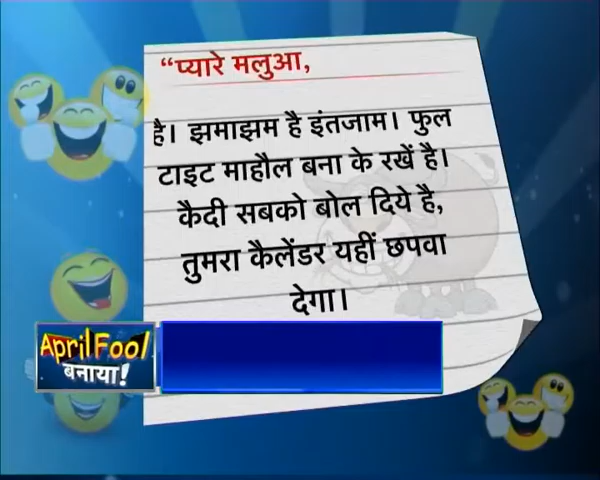 “प्यारे मलुआ,
है। झमाझम है इंतजाम। फुल
टाइट माहौल बना के रखें है।
कैदी सबको बोल दिये है,
तुमरा कैलेंडर यहीं छपवा
देगा।
April Fool
बनाया!